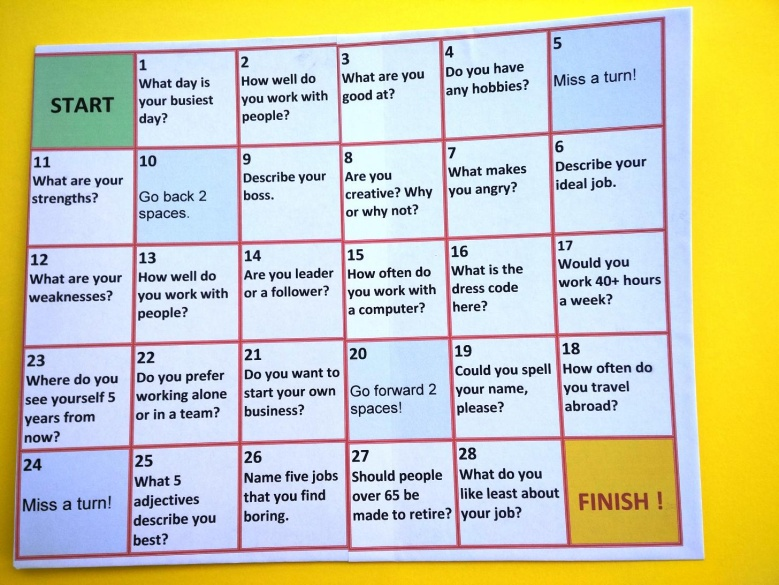 START
1
What day is
your busiest
day?
2
How well do
you work with
people?
3
What are you
good at?
4
Do you have
any hobbies?
5
Miss a turn!
11
What are your
strengths?
10
Go back 2
spaces.
9
Describe your
boss.
8
Are you
creative? Why
or why not?
7
What makes
you angry?
6
Describe your
ideal job.
12
What are your
weaknesses?
13
How well do
you work with
people?
14
Are you leader
or a follower?
15
How often do
you work with
a computer?
16
What is the
dress code
here?
17
Would you
work 40+ hours
a week?
23
Where do you
see yourself 5
years from
now?
22
Do you prefer
working alone
or in a team?
21
Do you want to
start your own
business?
20
Go forward 2
spaces!
19
Could you spell
your name,
please?
18
How often do
you travel
abroad?
24
Miss a turn!
25
What 5
adjectives
describe you
best?
26
Name five jobs
that you find
boring.
27
Should people
over 65 be
made to retire?
28
What do you
like least about
your job?
FINISH !